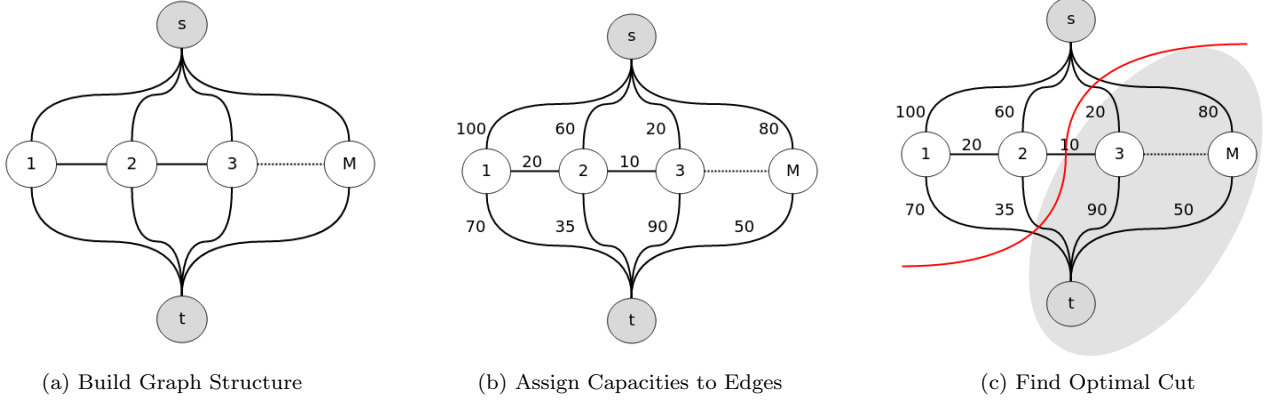 s
1 2 3 M
t
(a) Build Graph Structure
s
100 60 20 80
1 20 2 10 3 M
70 35 90 50
t
(b) Assign Capacities to Edges
s
100 60 20 80
1 20 2 10 3 M
70 35 90 50
t
(c) Find Optimal Cut